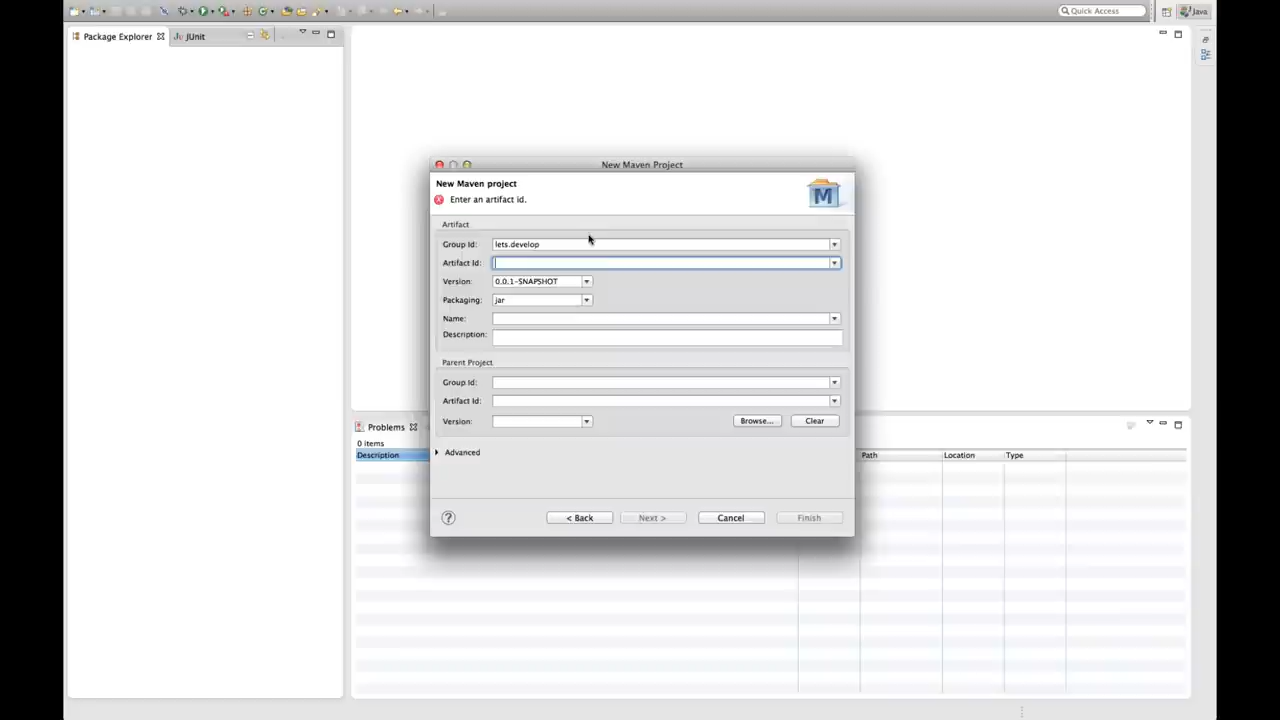 Quick Access
Java
Package Explorer
JUnit
New Maven Project
New Maven project
Enter an artifact id.
M
Artifact
Group Id: lets.develop
Artifact Id:
Version: 0.0.1-SNAPSHOT
Packaging: jar
Name:
Description:
Parent Project
Group Id:
Artifact Id:
Version:
Browse... Clear
Advanced
? < Back Next > Cancel Finish
Problems
0 items
Description Path Location Type